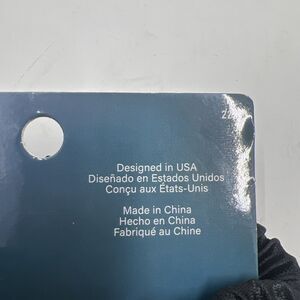 Designed in USA
Diseñado en Estados Unidos
Conçu aux États-Unis
Made in China
Hecho en China
Fabriqué au Chine